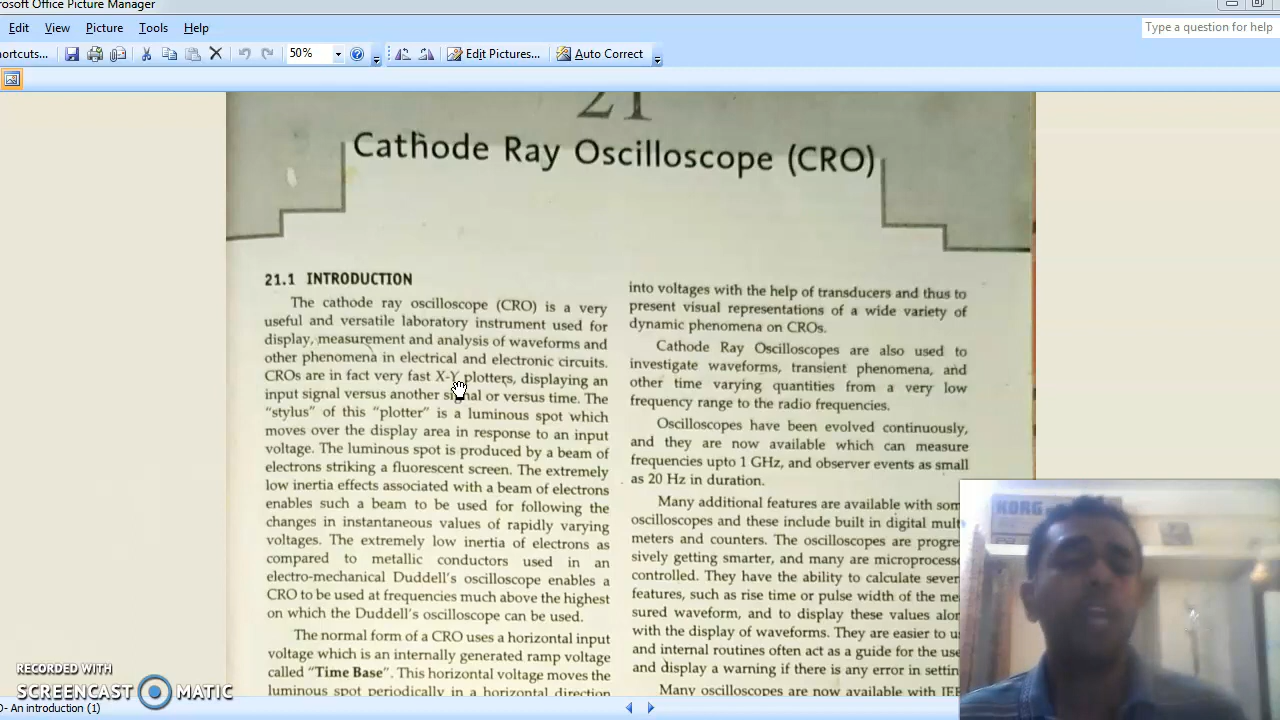 rosoft Office Picture Manager
Edit View Picture Tools Help
Type a question for help
ortcuts... 50% Edit Pictures... Auto Correct
21
Cathode Ray Oscilloscope (CRO)
21.1 INTRODUCTION
The cathode ray oscilloscope (CRO) is a very
useful and versatile laboratory instrument used for
display, measurement and analysis of waveforms and
other phenomena in electrical and electronic circuits.
CROs are in fact very fast X-Y plotters, displaying an
input signal versus another signal or versus time. The
"stylus" of this "plotter" is a luminous spot which
moves over the display area in response to an input
voltage. The luminous spot is produced by a beam of
electrons striking a fluorescent screen. The extremely
low inertia effects associated with a beam of electrons
enables such a beam to be used for following the
changes in instantaneous values of rapidly varying
voltages. The extremely low inertia of electrons as
compared to metallic conductors used in an
electro-mechanical Duddell's oscilloscope enables a
CRO to be used at frequencies much above the highest
on which the Duddell's oscilloscope can be used.
The normal form of a CRO uses a horizontal input
voltage which is an internally generated ramp voltage
called "Time Base". This horizontal voltage moves the
luminous spot periodically in a horizontal direction
into voltages with the help of transducers and thus to
present visual representations of a wide variety of
dynamic phenomena on CROs.
Cathode Ray Oscilloscopes are also used to
investigate waveforms, transient phenomena, and
other time varying quantities from a very low
frequency range to the radio frequencies.
Oscilloscopes have been evolved continuously,
and they are now available which can measure
frequencies upto 1 GHz, and observer events as small
as 20 Hz in duration.
Many additional features are available with som
oscilloscopes and these include built in digital mult
meters and counters. The oscilloscopes are progre
sively getting smarter, and many are microprocess
controlled. They have the ability to calculate sever
features, such as rise time or pulse width of the me
sured waveform, and to display these values alon
with the display of waveforms. They are easier to u
and internal routines often act as a guide for the use
and display a warning if there is any error in settin
Many oscilloscopes are now available with IEE
KORG
RECORDED WITH
SCREENCAST MATIC
- An introduction (1)